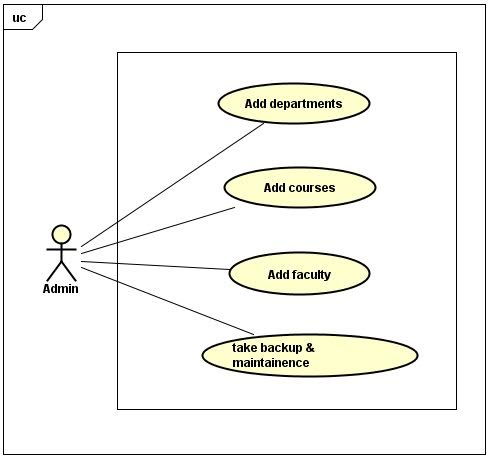 uc
Add departments
Add courses
Admin
Add faculty
take backup &
maintainence